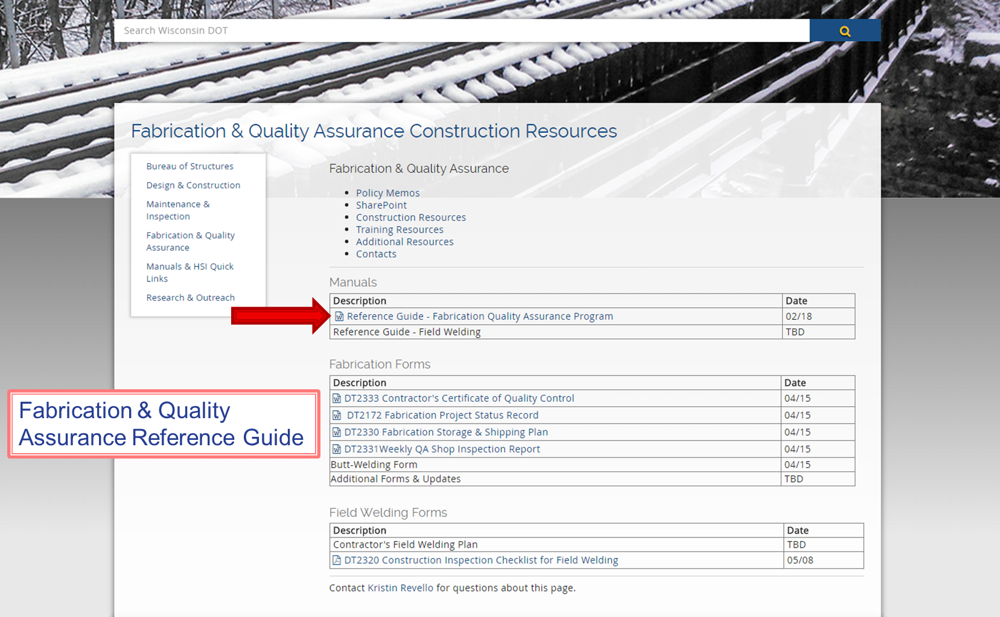 Search Wisconsin DOT
Fabrication & Quality Assurance Construction Resources
Bureau of Structures
Design & Construction
Maintenance &
Inspection
Fabrication & Quality
Assurance
Manuals & HSI Quick
Links
Research & Outreach
Fabrication & Quality Assurance
Policy Memos
SharePoint
Construction Resources
Training Resources
Additional Resources
Contacts
Manuals
Description Date
Reference Guide - Fabrication Quality Assurance Program 02/18
Reference Guide - Field Welding TBD
Fabrication Forms
Description Date
DT2333 Contractor's Certificate of Quality Control 04/15
DT2172 Fabrication Project Status Record 04/15
DT2330 Fabrication Storage & Shipping Plan 04/15
DT2331Weekly QA Shop Inspection Report 04/15
Butt-Welding Form 04/15
Additional Forms & Updates TBD
Fabrication & Quality
Assurance Reference Guide
Field Welding Forms
Description Date
Contractor's Field Welding Plan TBD
DT2320 Construction Inspection Checklist for Field Welding 05/08
Contact Kristin Revello for questions about this page.